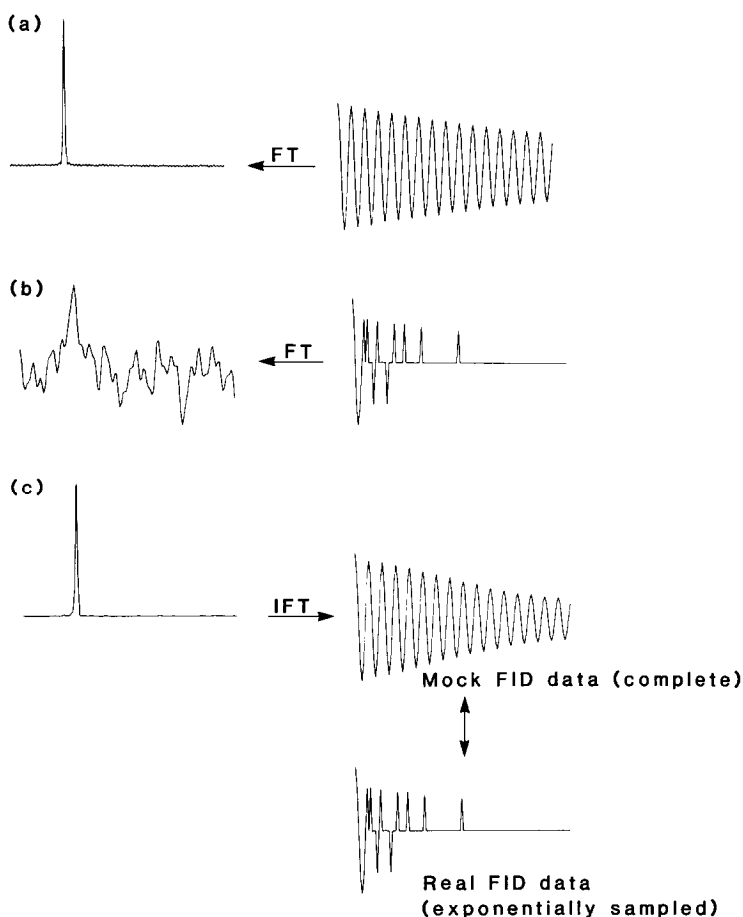 (a)
FT
(b)
FT
(c)
IFT
Mock FID data (complete)
Real FID data
(exponentially sampled)